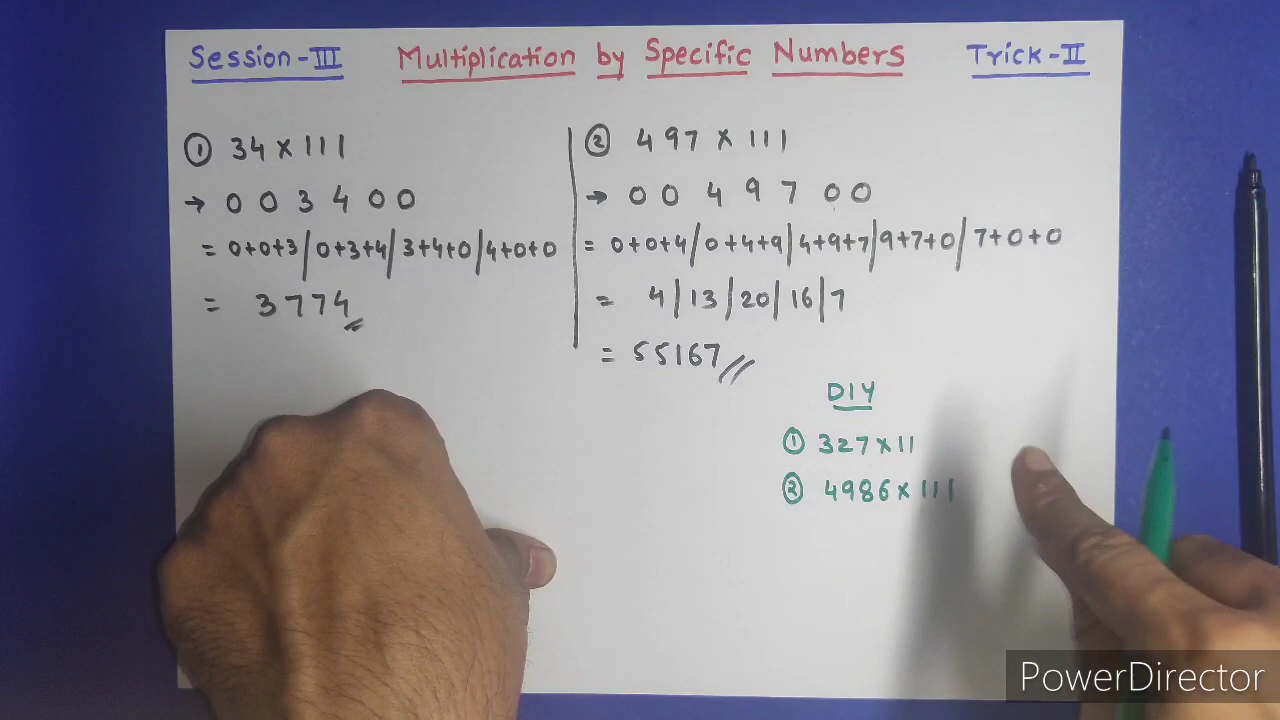 Session-III Multiplication by Specific Numbers Trick-II
① 34 x 111
→ 0 0 3 4 0 0
= 0+0+3/0+3+4/3+4+0/4+0+0
= 3774
② 497 x 111
→ 0 0 4 9 7 0 0
= 0+0+4/0+4+9/4+9+7/9+7+0/7+0+0
= 4/13/20/16/7
= 55167
DIY
① 327 x 11
② 4986 x 111
PowerDirector